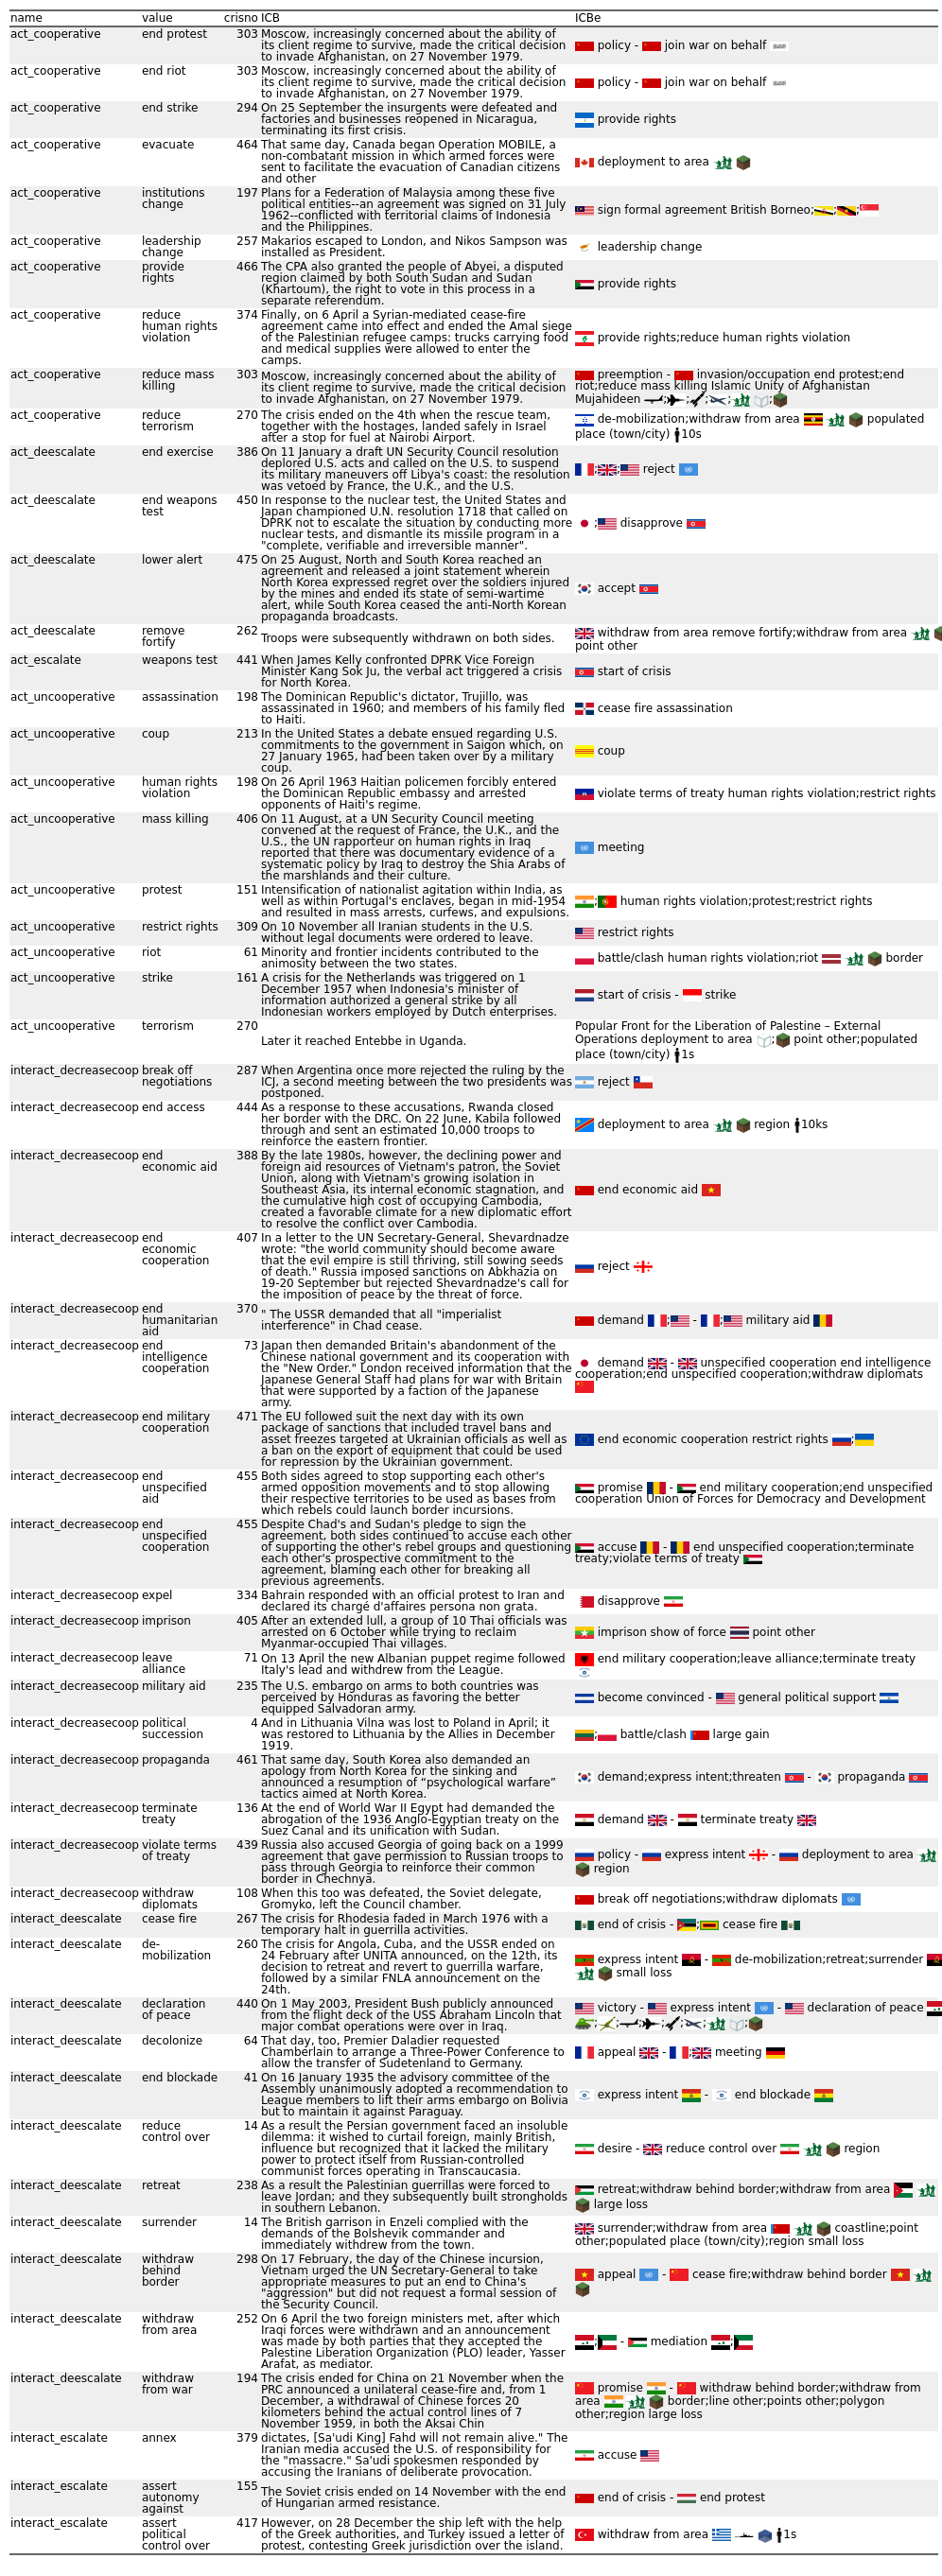 name value crisno ICB ICBe
act_cooperative end protest 303 Moscow, increasingly concerned about the ability of
its client regime to survive, made the critical decision
to invade Afghanistan, on 27 November 1979.
policy - join war on behalf
act_cooperative end riot 303 Moscow, increasingly concerned about the ability of
its client regime to survive, made the critical decision
to invade Afghanistan, on 27 November 1979.
policy - join war on behalf
act_cooperative end strike 294 On 25 September the insurgents were defeated and
factories and businesses reopened in Nicaragua,
terminating its first crisis.
provide rights
act_cooperative evacuate 464 That same day, Canada began Operation MOBILE, a
non-combatant mission in which armed forces were
sent to facilitate the evacuation of Canadian citizens
and other
deployment to area
act_cooperative institutions
change
197 Plans for a Federation of Malaysia among these five
political entities--an agreement was signed on 31 July
1962--conflicted with territorial claims of Indonesia
and the Philippines.
sign formal agreement British Borneo;
act_cooperative leadership
change
257 Makarios escaped to London, and Nikos Sampson was
installed as President.
leadership change
act_cooperative provide
rights
466 The CPA also granted the people of Abyei, a disputed
region claimed by both South Sudan and Sudan
(Khartoum), the right to vote in this process in a
separate referendum.
provide rights
act_cooperative reduce
human rights
violation
374 Finally, on 6 April a Syrian-mediated cease-fire
agreement came into effect and ended the Amal siege
of the Palestinian refugee camps: trucks carrying food
and medical supplies were allowed to enter the
camps.
provide rights;reduce human rights violation
act_cooperative reduce mass
killing
303 Moscow, increasingly concerned about the ability of
its client regime to survive, made the critical decision
to invade Afghanistan, on 27 November 1979.
preemption - invasion/occupation end protest;end
riot;reduce mass killing Islamic Unity of Afghanistan
Mujahideen
act_cooperative reduce
terrorism
270 The crisis ended on the 4th when the rescue team,
together with the hostages, landed safely in Israel
after a stop for fuel at Nairobi Airport.
de-mobilization;withdraw from area populated
place (town/city) 10s
act_deescalate end exercise 386 On 11 January a draft UN Security Council resolution
deplored U.S. acts and called on the U.S. to suspend
its military maneuvers off Libya's coast: the resolution
was vetoed by France, the U.K., and the U.S.
reject
act_deescalate end weapons
test
450 In response to the nuclear test, the United States and
Japan championed U.N. resolution 1718 that called on
DPRK not to escalate the situation by conducting more
nuclear tests, and dismantle its missile program in a
"complete, verifiable and irreversible manner".
disapprove
act_deescalate lower alert 475 On 25 August, North and South Korea reached an
agreement and released a joint statement wherein
North Korea expressed regret over the soldiers injured
by the mines and ended its state of semi-wartime
alert, while South Korea ceased the anti-North Korean
propaganda broadcasts.
accept
act_deescalate remove
fortify
262 Troops were subsequently withdrawn on both sides.
withdraw from area remove fortify;withdraw from area
point other
act_escalate weapons test 441 When James Kelly confronted DPRK Vice Foreign
Minister Kang Sok Ju, the verbal act triggered a crisis
for North Korea.
start of crisis
act_uncooperative assassination 198 The Dominican Republic's dictator, Trujillo, was
assassinated in 1960; and members of his family fled
to Haiti.
cease fire assassination
act_uncooperative coup 213 In the United States a debate ensued regarding U.S.
commitments to the government in Saigon which, on
27 January 1965, had been taken over by a military
coup.
coup
act_uncooperative human rights
violation
198 On 26 April 1963 Haitian policemen forcibly entered
the Dominican Republic embassy and arrested
opponents of Haiti's regime.
violate terms of treaty human rights violation;restrict rights
act_uncooperative mass killing 406 On 11 August, at a UN Security Council meeting
convened at the request of France, the U.K., and the
U.S., the UN rapporteur on human rights in Iraq
reported that there was documentary evidence of a
systematic policy by Iraq to destroy the Shia Arabs of
the marshlands and their culture.
meeting
act_uncooperative protest 151 Intensification of nationalist agitation within India, as
well as within Portugal's enclaves, began in mid-1954
and resulted in mass arrests, curfews, and expulsions.
human rights violation;protest;restrict rights
act_uncooperative restrict rights 309 On 10 November all Iranian students in the U.S.
without legal documents were ordered to leave.
restrict rights
act_uncooperative riot 61 Minority and frontier incidents contributed to the
animosity between the two states.
battle/clash human rights violation;riot border
act_uncooperative strike 161 A crisis for the Netherlands was triggered on 1
December 1957 when Indonesia's minister of
information authorized a general strike by all
Indonesian workers employed by Dutch enterprises.
start of crisis - strike
act_uncooperative terrorism 270
Later it reached Entebbe in Uganda.
Popular Front for the Liberation of Palestine – External
Operations deployment to area point other;populated
place (town/city) 1s
interact_decreasecoop break off
negotiations
287 When Argentina once more rejected the ruling by the
ICJ, a second meeting between the two presidents was
postponed.
reject
interact_decreasecoop end access 444 As a response to these accusations, Rwanda closed
her border with the DRC. On 22 June, Kabila followed
through and sent an estimated 10,000 troops to
reinforce the eastern frontier.
deployment to area region 10ks
interact_decreasecoop end
economic aid
388 By the late 1980s, however, the declining power and
foreign aid resources of Vietnam's patron, the Soviet
Union, along with Vietnam's growing isolation in
Southeast Asia, its internal economic stagnation, and
the cumulative high cost of occupying Cambodia,
created a favorable climate for a new diplomatic effort
to resolve the conflict over Cambodia.
end economic aid
interact_decreasecoop end
economic
cooperation
407 In a letter to the UN Secretary-General, Shevardnadze
wrote: "the world community should become aware
that the evil empire is still thriving, still sowing seeds
of death." Russia imposed sanctions on Abkhazia on
19-20 September but rejected Shevardnadze's call for
the imposition of peace by the threat of force.
reject
interact_decreasecoop end
humanitarian
aid
370 " The USSR demanded that all "imperialist
interference" in Chad cease.
demand - military aid
interact_decreasecoop end
intelligence
cooperation
73 Japan then demanded Britain's abandonment of the
Chinese national government and its cooperation with
the "New Order." London received information that the
Japanese General Staff had plans for war with Britain
that were supported by a faction of the Japanese
army.
demand - unspecified cooperation end intelligence
cooperation;end unspecified cooperation;withdraw diplomats
interact_decreasecoop end military
cooperation
471 The EU followed suit the next day with its own
package of sanctions that included travel bans and
asset freezes targeted at Ukrainian officials as well as
a ban on the export of equipment that could be used
for repression by the Ukrainian government.
end economic cooperation restrict rights
interact_decreasecoop end
unspecified
aid
455 Both sides agreed to stop supporting each other's
armed opposition movements and to stop allowing
their respective territories to be used as bases from
which rebels could launch border incursions.
promise - end military cooperation;end unspecified
cooperation Union of Forces for Democracy and Development
interact_decreasecoop end
unspecified
cooperation
455 Despite Chad's and Sudan's pledge to sign the
agreement, both sides continued to accuse each other
of supporting the other's rebel groups and questioning
each other's prospective commitment to the
agreement, blaming each other for breaking all
previous agreements.
accuse - end unspecified cooperation;terminate
treaty;violate terms of treaty
interact_decreasecoop expel 334 Bahrain responded with an official protest to Iran and
declared its chargé d'affaires persona non grata.
disapprove
interact_decreasecoop imprison 405 After an extended lull, a group of 10 Thai officials was
arrested on 6 October while trying to reclaim
Myanmar-occupied Thai villages.
imprison show of force point other
interact_decreasecoop leave
alliance
71 On 13 April the new Albanian puppet regime followed
Italy's lead and withdrew from the League.
end military cooperation;leave alliance;terminate treaty
interact_decreasecoop military aid 235 The U.S. embargo on arms to both countries was
perceived by Honduras as favoring the better
equipped Salvadoran army.
become convinced - general political support
interact_decreasecoop political
succession
4 And in Lithuania Vilna was lost to Poland in April; it
was restored to Lithuania by the Allies in December
1919.
battle/clash large gain
interact_decreasecoop propaganda 461 That same day, South Korea also demanded an
apology from North Korea for the sinking and
announced a resumption of “psychological warfare”
tactics aimed at North Korea.
demand;express intent;threaten - propaganda
interact_decreasecoop terminate
treaty
136 At the end of World War II Egypt had demanded the
abrogation of the 1936 Anglo-Egyptian treaty on the
Suez Canal and its unification with Sudan.
demand - terminate treaty
interact_decreasecoop violate terms
of treaty
439 Russia also accused Georgia of going back on a 1999
agreement that gave permission to Russian troops to
pass through Georgia to reinforce their common
border in Chechnya.
policy - express intent - deployment to area
region
interact_decreasecoop withdraw
diplomats
108 When this too was defeated, the Soviet delegate,
Gromyko, left the Council chamber.
break off negotiations;withdraw diplomats
interact_deescalate cease fire 267 The crisis for Rhodesia faded in March 1976 with a
temporary halt in guerrilla activities.
end of crisis - cease fire
interact_deescalate de-
mobilization
260 The crisis for Angola, Cuba, and the USSR ended on
24 February after UNITA announced, on the 12th, its
decision to retreat and revert to guerrilla warfare,
followed by a similar FNLA announcement on the
24th.
express intent - de-mobilization;retreat;surrender
small loss
interact_deescalate declaration
of peace
440 On 1 May 2003, President Bush publicly announced
from the flight deck of the USS Abraham Lincoln that
major combat operations were over in Iraq.
victory - express intent - declaration of peace
interact_deescalate decolonize 64 That day, too, Premier Daladier requested
Chamberlain to arrange a Three-Power Conference to
allow the transfer of Sudetenland to Germany.
appeal - meeting
interact_deescalate end blockade 41 On 16 January 1935 the advisory committee of the
Assembly unanimously adopted a recommendation to
League members to lift their arms embargo on Bolivia
but to maintain it against Paraguay.
express intent - end blockade
interact_deescalate reduce
control over
14 As a result the Persian government faced an insoluble
dilemma: it wished to curtail foreign, mainly British,
influence but recognized that it lacked the military
power to protect itself from Russian-controlled
communist forces operating in Transcaucasia.
desire - reduce control over region
interact_deescalate retreat 238 As a result the Palestinian guerrillas were forced to
leave Jordan; and they subsequently built strongholds
in southern Lebanon.
retreat;withdraw behind border;withdraw from area
large loss
interact_deescalate surrender 14 The British garrison in Enzeli complied with the
demands of the Bolshevik commander and
immediately withdrew from the town.
surrender;withdraw from area coastline;point
other;populated place (town/city);region small loss
interact_deescalate withdraw
behind
border
298 On 17 February, the day of the Chinese incursion,
Vietnam urged the UN Secretary-General to take
appropriate measures to put an end to China's
"aggression" but did not request a formal session of
the Security Council.
appeal - cease fire;withdraw behind border
interact_deescalate withdraw
from area
252 On 6 April the two foreign ministers met, after which
Iraqi forces were withdrawn and an announcement
was made by both parties that they accepted the
Palestine Liberation Organization (PLO) leader, Yasser
Arafat, as mediator.
- mediation
interact_deescalate withdraw
from war
194 The crisis ended for China on 21 November when the
PRC announced a unilateral cease-fire and, from 1
December, a withdrawal of Chinese forces 20
kilometers behind the actual control lines of 7
November 1959, in both the Aksai Chin
promise - withdraw behind border;withdraw from
area border;line other;points other;polygon
other;region large loss
interact_escalate annex 379 dictates, [Sa'udi King] Fahd will not remain alive." The
Iranian media accused the U.S. of responsibility for
the "massacre." Sa'udi spokesmen responded by
accusing the Iranians of deliberate provocation.
accuse
interact_escalate assert
autonomy
against
155 The Soviet crisis ended on 14 November with the end
of Hungarian armed resistance.
end of crisis - end protest
interact_escalate assert
political
control over
417 However, on 28 December the ship left with the help
of the Greek authorities, and Turkey issued a letter of
protest, contesting Greek jurisdiction over the island.
withdraw from area 1s